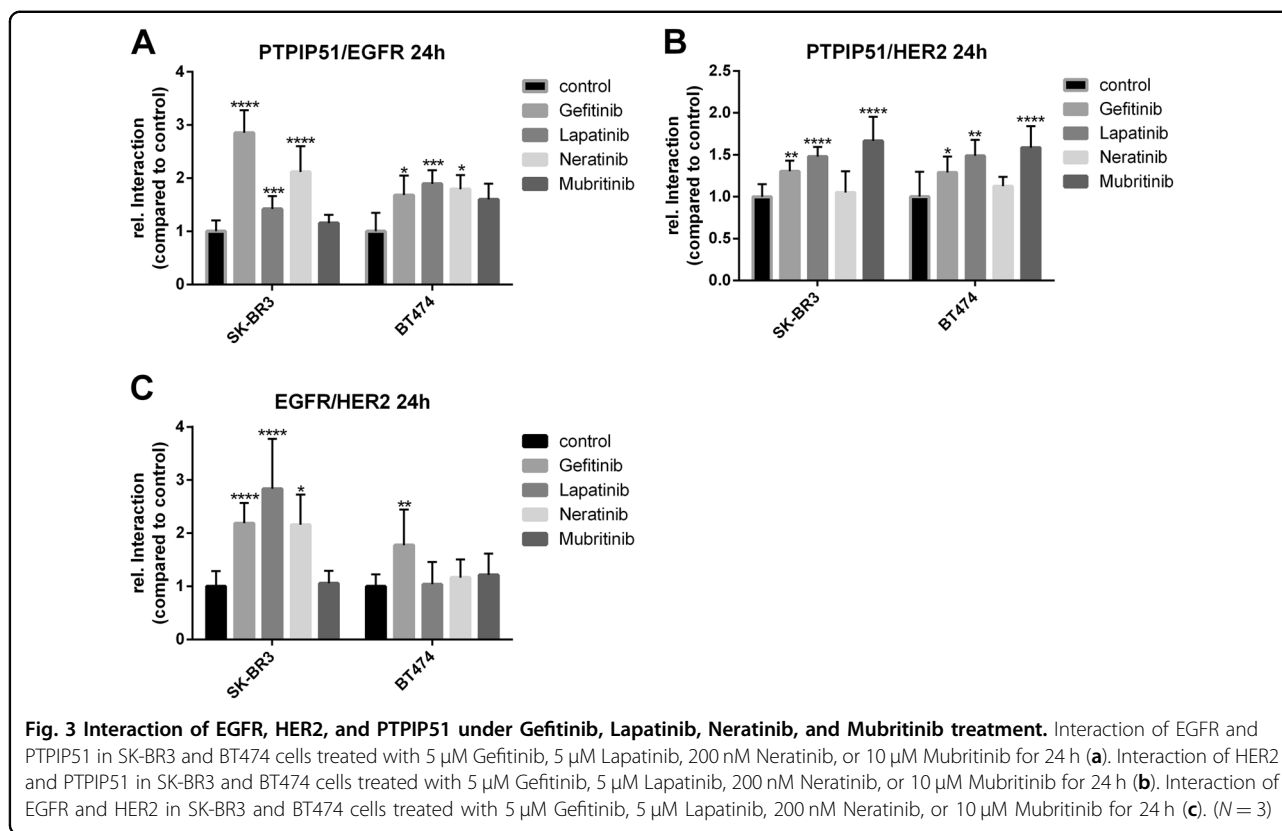 A
PTPIP51/EGFR 24h
rel. Interaction
(compared to control)
4
3
2
1
0
****
***
****
*
***
*
SK-BR3
BT474
control
Gefitinib
Lapatinib
Neratinib
Mubritinib
B
PTPIP51/HER2 24h
rel. Interaction
(compared to control)
2.5
2.0
1.5
1.0
0.5
0.0
**
****
****
*
**
****
SK-BR3
BT474
control
Gefitinib
Lapatinib
Neratinib
Mubritinib
C
EGFR/HER2 24h
rel. Interaction
(compared to control)
4
3
2
1
0
****
****
*
**
SK-BR3
BT474
control
Gefitinib
Lapatinib
Neratinib
Mubritinib
Fig. 3 Interaction of EGFR, HER2, and PTPIP51 under Gefitinib, Lapatinib, Neratinib, and Mubritinib treatment. Interaction of EGFR and
PTPIP51 in SK-BR3 and BT474 cells treated with 5 µM Gefitinib, 5 µM Lapatinib, 200 nM Neratinib, or 10 µM Mubritinib for 24 h (a). Interaction of HER2
and PTPIP51 in SK-BR3 and BT474 cells treated with 5 µM Gefitinib, 5 µM Lapatinib, 200 nM Neratinib, or 10 µM Mubritinib for 24 h (b). Interaction of
EGFR and HER2 in SK-BR3 and BT474 cells treated with 5 µM Gefitinib, 5 µM Lapatinib, 200 nM Neratinib, or 10 µM Mubritinib for 24 h (c). (N = 3)